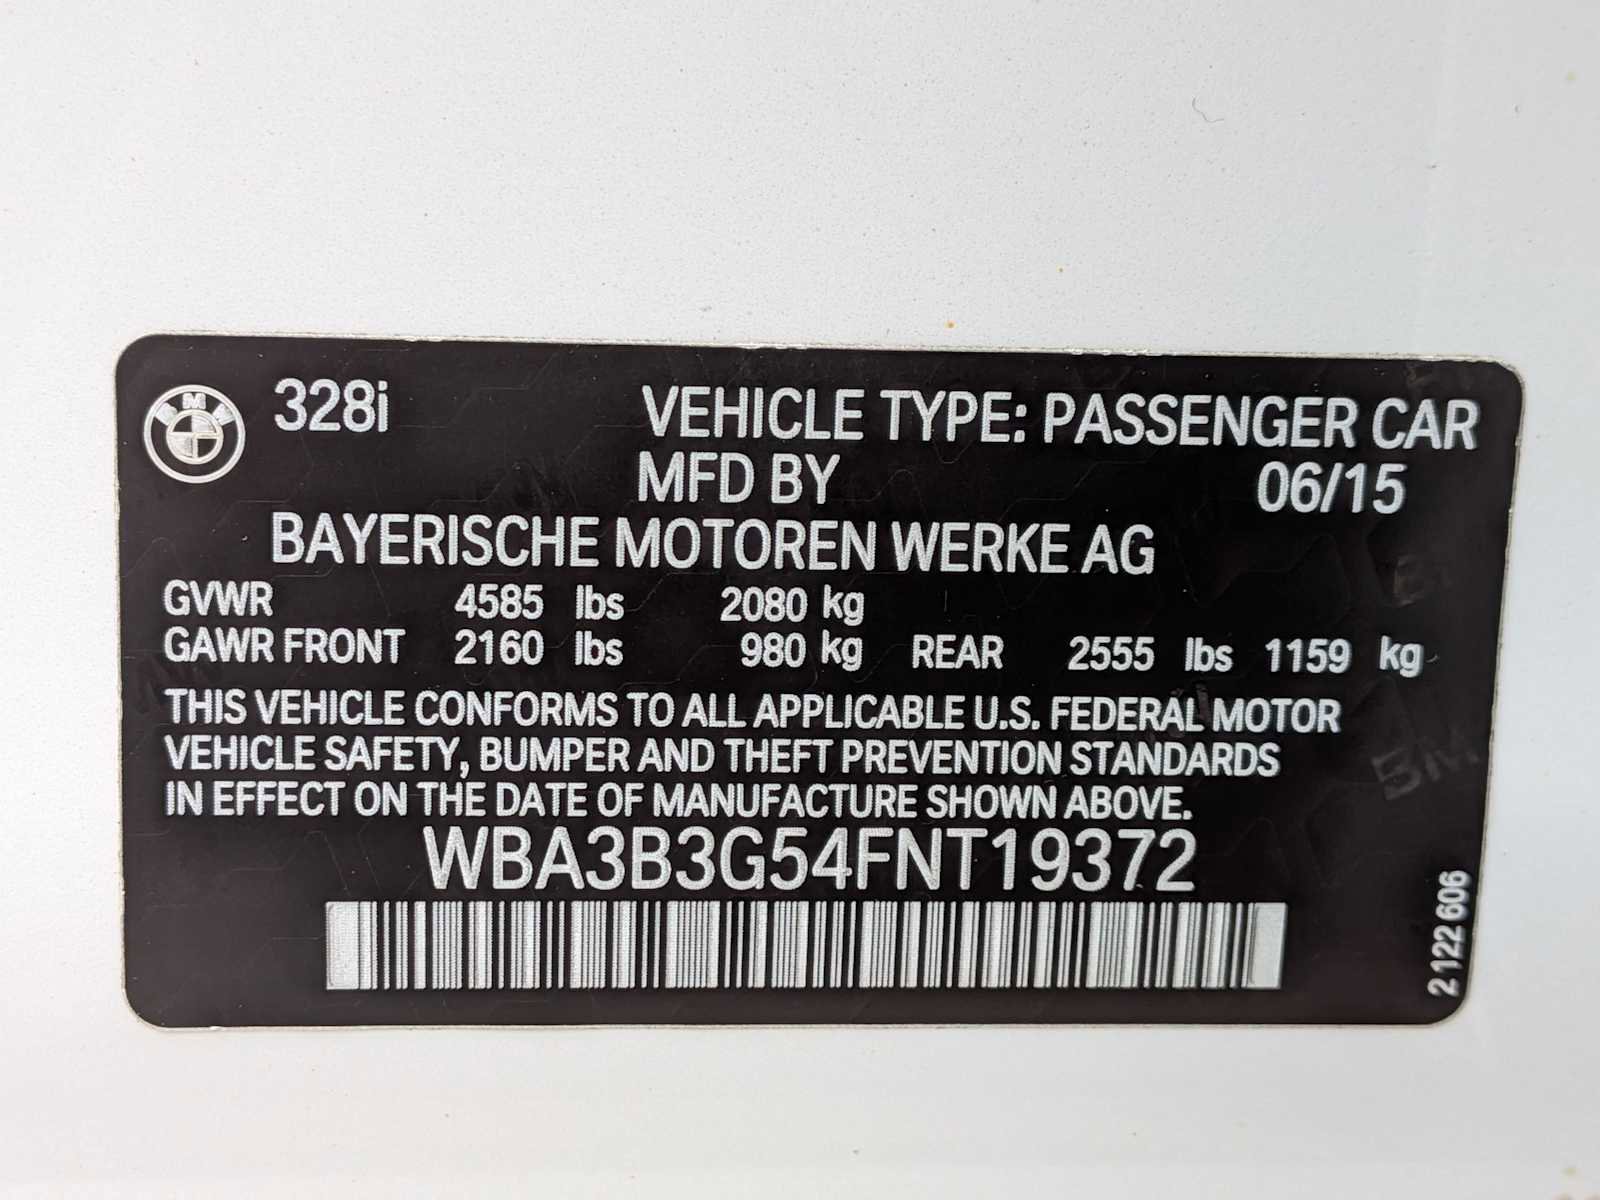 BMW 328i VEHICLE TYPE: PASSENGER CAR
MFD BY 06/15
BAYERISCHE MOTOREN WERKE AG
GVWR 4585 lbs 2080 kg
GAWR FRONT 2160 lbs 980 kg REAR 2555 lbs 1159 kg
THIS VEHICLE CONFORMS TO ALL APPLICABLE U.S. FEDERAL MOTOR
VEHICLE SAFETY, BUMPER AND THEFT PREVENTION STANDARDS
IN EFFECT ON THE DATE OF MANUFACTURE SHOWN ABOVE.
WBA3B3G54FNT19372
2 122 606